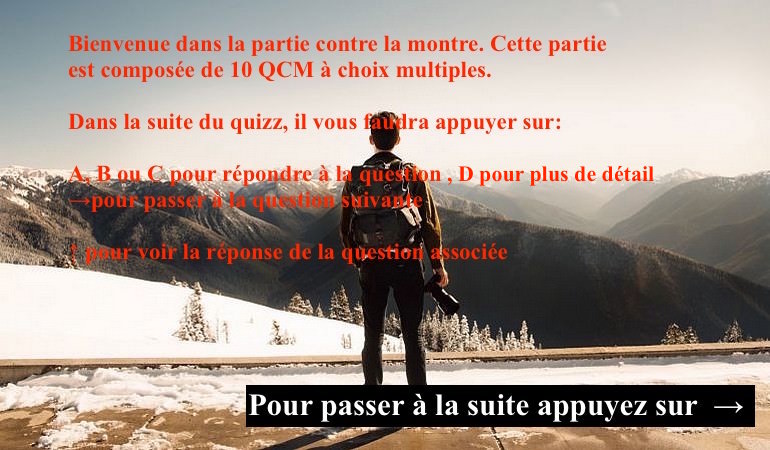 Bienvenue dans la partie contre la montre. Cette partie
est composée de 10 QCM à choix multiples.
Dans la suite du quizz, il vous faudra appuyer sur:
A, B ou C pour répondre à la question , D pour plus de détail
→pour passer à la question suivante
↑ pour voir la réponse de la question associée
Pour passer à la suite appuyez sur →